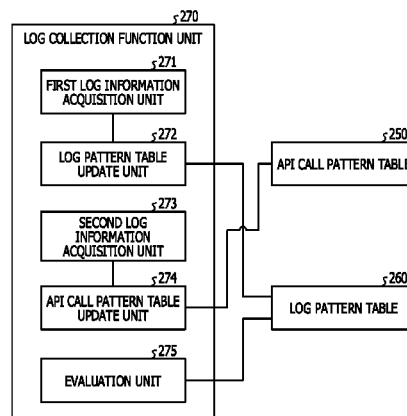 270
LOG COLLECTION FUNCTION UNIT
271
FIRST LOG INFORMATION
ACQUISITION UNIT
272
LOG PATTERN TABLE
UPDATE UNIT
273
SECOND LOG
INFORMATION
ACQUISITION UNIT
274
API CALL PATTERN TABLE
UPDATE UNIT
275
EVALUATION UNIT
250
API CALL PATTERN TABLE
260
LOG PATTERN TABLE